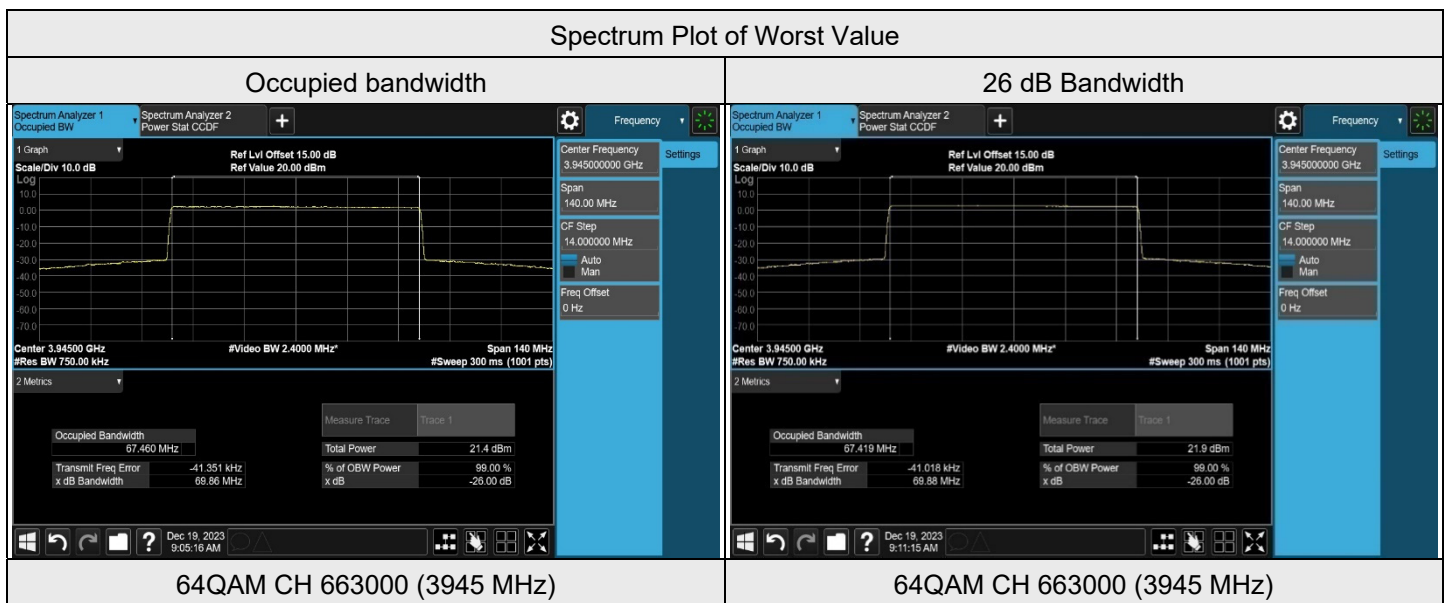 Spectrum Plot of Worst Value
Occupied bandwidth
26 dB Bandwidth
Spectrum Analyzer 1
Occupied BW
Spectrum Analyzer 2
Power Stat CCDF
+
Frequency
1 Graph
Scale/Div 10.0 dB
Ref Lvl Offset 15.00 dB
Ref Value 20.00 dBm
Log
10.0
0.00
-10.0
-20.0
-30.0
-40.0
-50.0
-60.0
-70.0
Center 3.94500 GHz
#Res BW 750.00 kHz
#Video BW 2.4000 MHz*
Span 140 MHz
#Sweep 300 ms (1001 pts)
Center Frequency
3.945000000 GHz
Settings
Span
140.00 MHz
CF Step
14.000000 MHz
Auto
Man
Freq Offset
0 Hz
2 Metrics
Measure Trace Trace 1
Occupied Bandwidth
67.460 MHz
Total Power 21.4 dBm
Transmit Freq Error -41.351 kHz
% of OBW Power 99.00 %
x dB Bandwidth 69.86 MHz
x dB -26.00 dB
?
Dec 19, 2023
9:05:16 AM
Spectrum Analyzer 1
Occupied BW
Spectrum Analyzer 2
Power Stat CCDF
+
Frequency
1 Graph
Scale/Div 10.0 dB
Ref Lvl Offset 15.00 dB
Ref Value 20.00 dBm
Log
10.0
0.00
-10.0
-20.0
-30.0
-40.0
-50.0
-60.0
-70.0
Center 3.94500 GHz
#Res BW 750.00 kHz
#Video BW 2.4000 MHz*
Span 140 MHz
#Sweep 300 ms (1001 pts)
Center Frequency
3.945000000 GHz
Settings
Span
140.00 MHz
CF Step
14.000000 MHz
Auto
Man
Freq Offset
0 Hz
2 Metrics
Measure Trace Trace 1
Occupied Bandwidth
67.419 MHz
Total Power 21.9 dBm
Transmit Freq Error -41.018 kHz
% of OBW Power 99.00 %
x dB Bandwidth 69.88 MHz
x dB -26.00 dB
?
Dec 19, 2023
9:11:15 AM
64QAM CH 663000 (3945 MHz)
64QAM CH 663000 (3945 MHz)